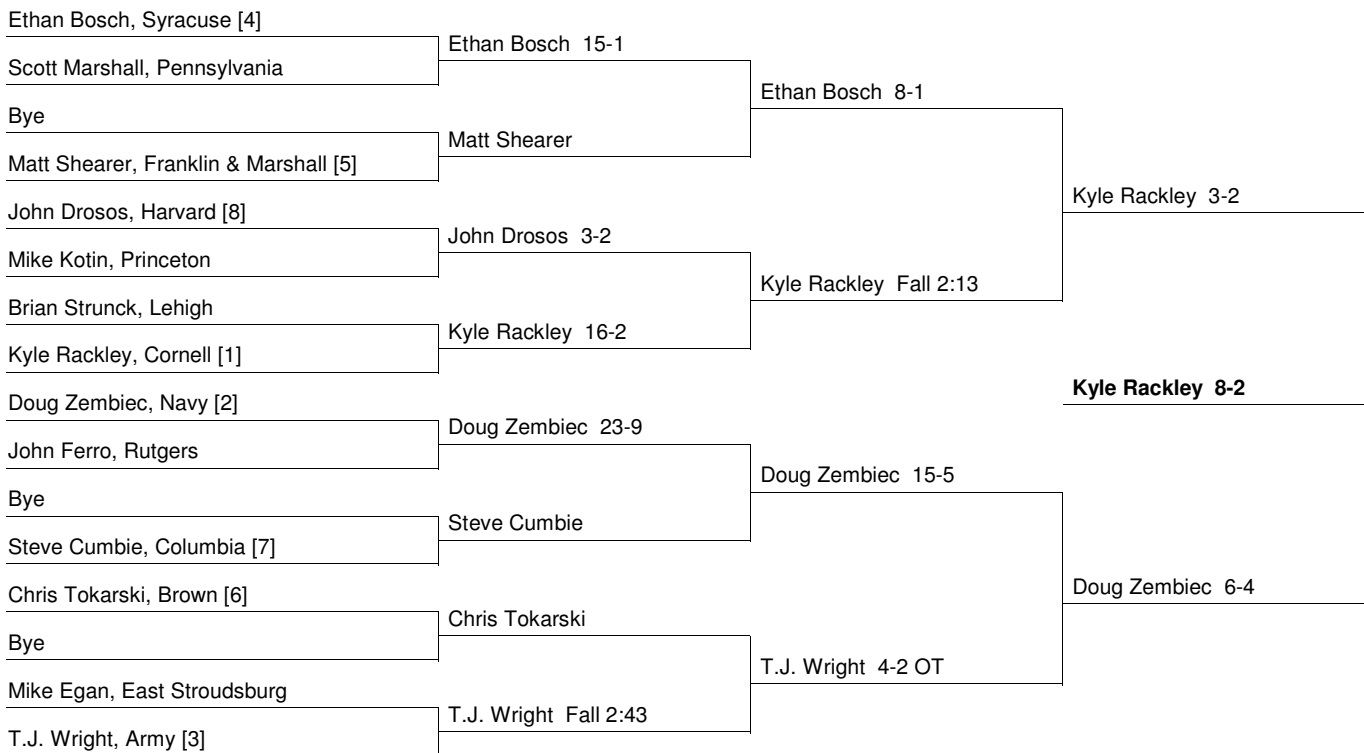 Ethan Bosch, Syracuse [4]
Scott Marshall, Pennsylvania
Bye
Matt Shearer, Franklin & Marshall [5]
John Drosos, Harvard [8]
Mike Kotin, Princeton
Brian Strunck, Lehigh
Kyle Rackley, Cornell [1]
Doug Zembiec, Navy [2]
John Ferro, Rutgers
Bye
Steve Cumbie, Columbia [7]
Chris Tokarski, Brown [6]
Bye
Mike Egan, East Stroudsburg
T.J. Wright, Army [3]
Ethan Bosch 15-1
Matt Shearer
John Drosos 3-2
Kyle Rackley 16-2
Doug Zembiec 23-9
Steve Cumbie
Chris Tokarski
T.J. Wright Fall 2:43
Ethan Bosch 8-1
Kyle Rackley Fall 2:13
Doug Zembiec 15-5
T.J. Wright 4-2 OT
Kyle Rackley 3-2
Doug Zembiec 6-4
Kyle Rackley 8-2